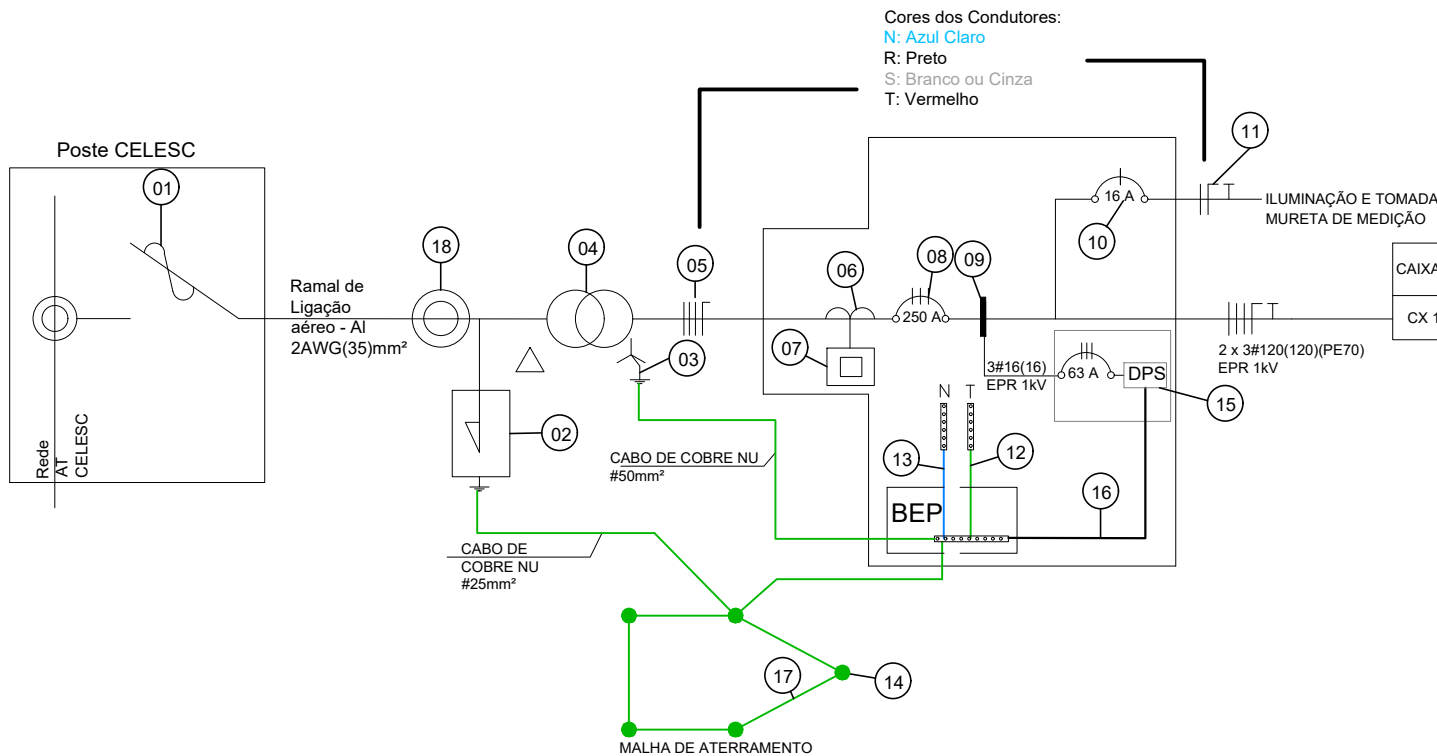 Cores dos Condutores:
N: Azul Claro
R: Preto
S: Branco ou Cinza
T: Vermelho
Poste CELESC
01
Rede
AT
CELESC
Ramal de
Ligação
aéreo - Al
2AWG(35)mm²
18
04
05
03
02
CABO DE COBRE NU
#50mm²
CABO DE
COBRE NU
#25mm²
06
07
08
250 A
09
16 A
10
11
T
ILUMINAÇÃO E TOMADA
MURETA DE MEDIÇÃO
CAIXA
CX 1
T
2 x 3#120(120)(PE70)
EPR 1kV
3#16(16)
EPR 1kV
63 A
DPS
15
N
T
13
12
BEP
16
17
14
MALHA DE ATERRAMENTO